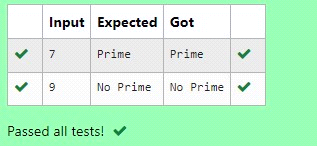 Input Expected Got
7 Prime Prime
9 No Prime No Prime
Passed all tests!